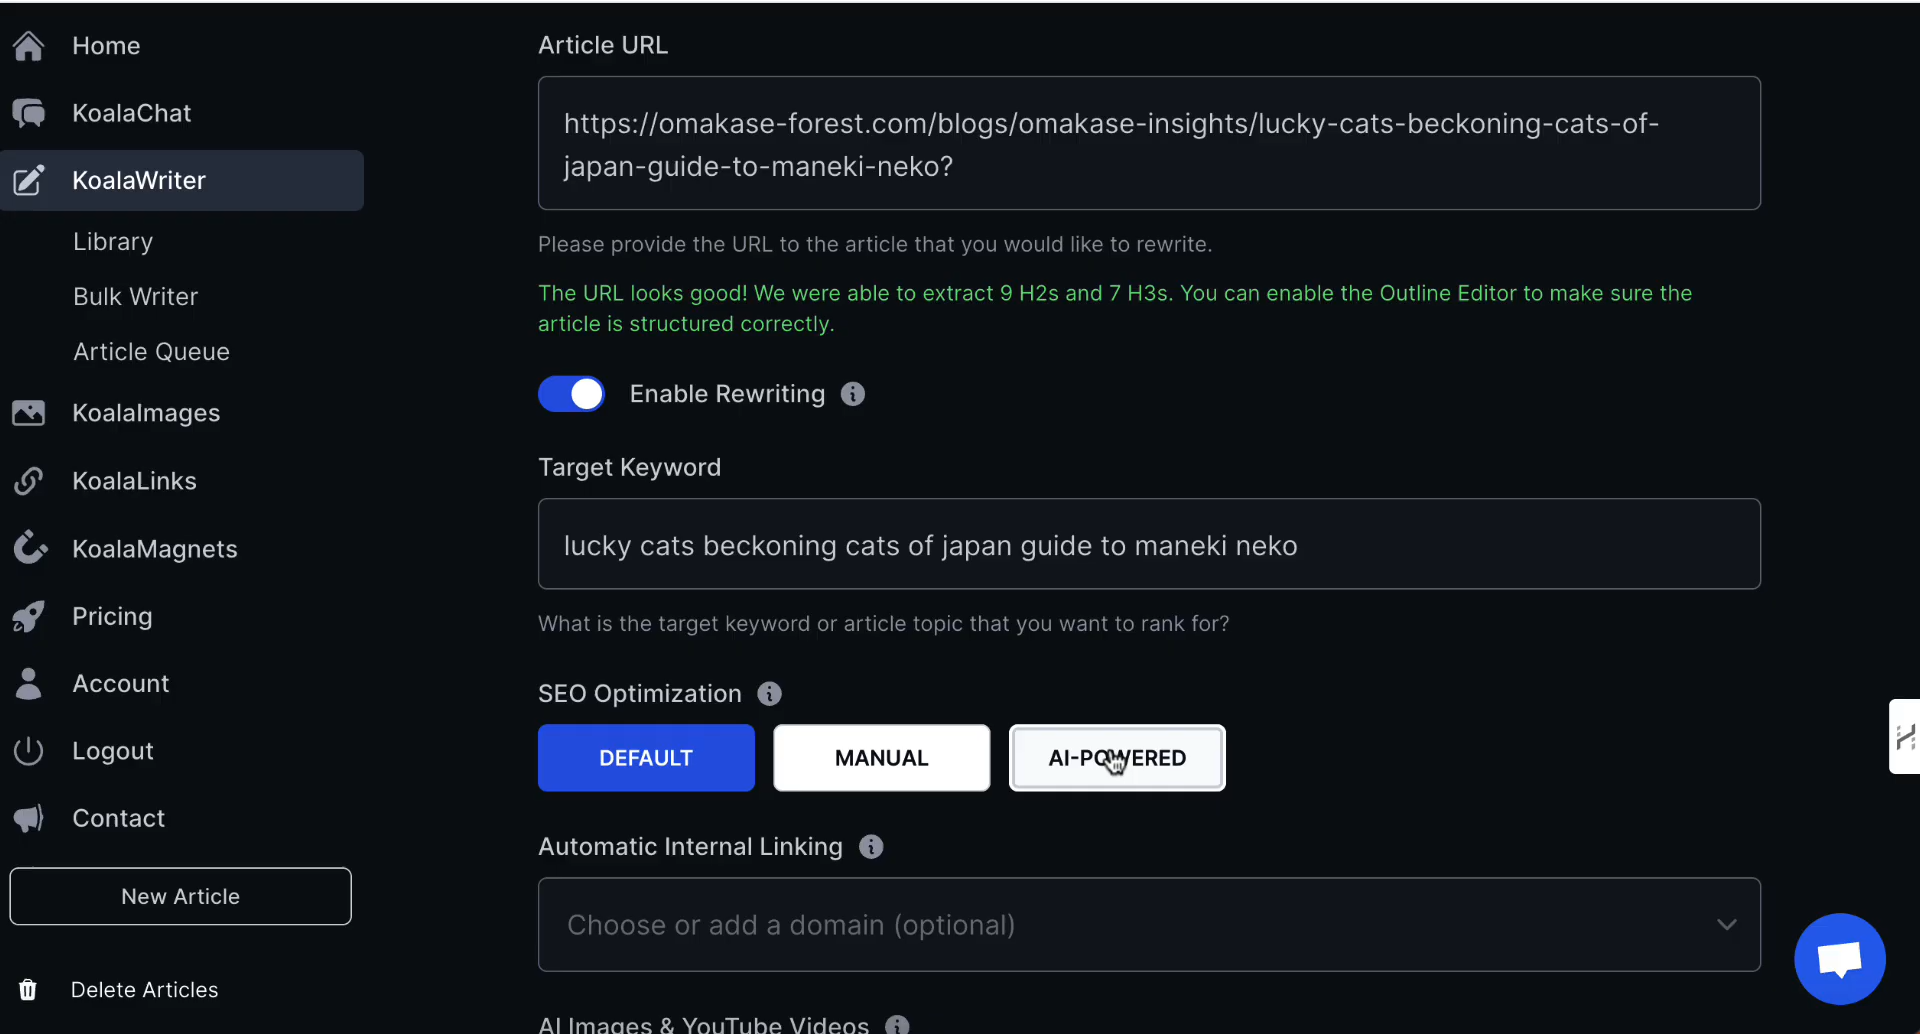 Home
KoalaChat
KoalaWriter
Library
Bulk Writer
Article Queue
KoalaImages
KoalaLinks
KoalaMagnets
Pricing
Account
Logout
Contact
New Article
Delete Articles
Article URL
https://omakase-forest.com/blogs/omakase-insights/lucky-cats-beckoning-cats-of-
japan-guide-to-maneki-neko?
Please provide the URL to the article that you would like to rewrite.
The URL looks good! We were able to extract 9 H2s and 7 H3s. You can enable the Outline Editor to make sure the
article is structured correctly.
Enable Rewriting
Target Keyword
lucky cats beckoning cats of japan guide to maneki neko
What is the target keyword or article topic that you want to rank for?
SEO Optimization
DEFAULT
MANUAL
AI-POWERED
Automatic Internal Linking
Choose or add a domain (optional)
AI Images & YouTube Videos